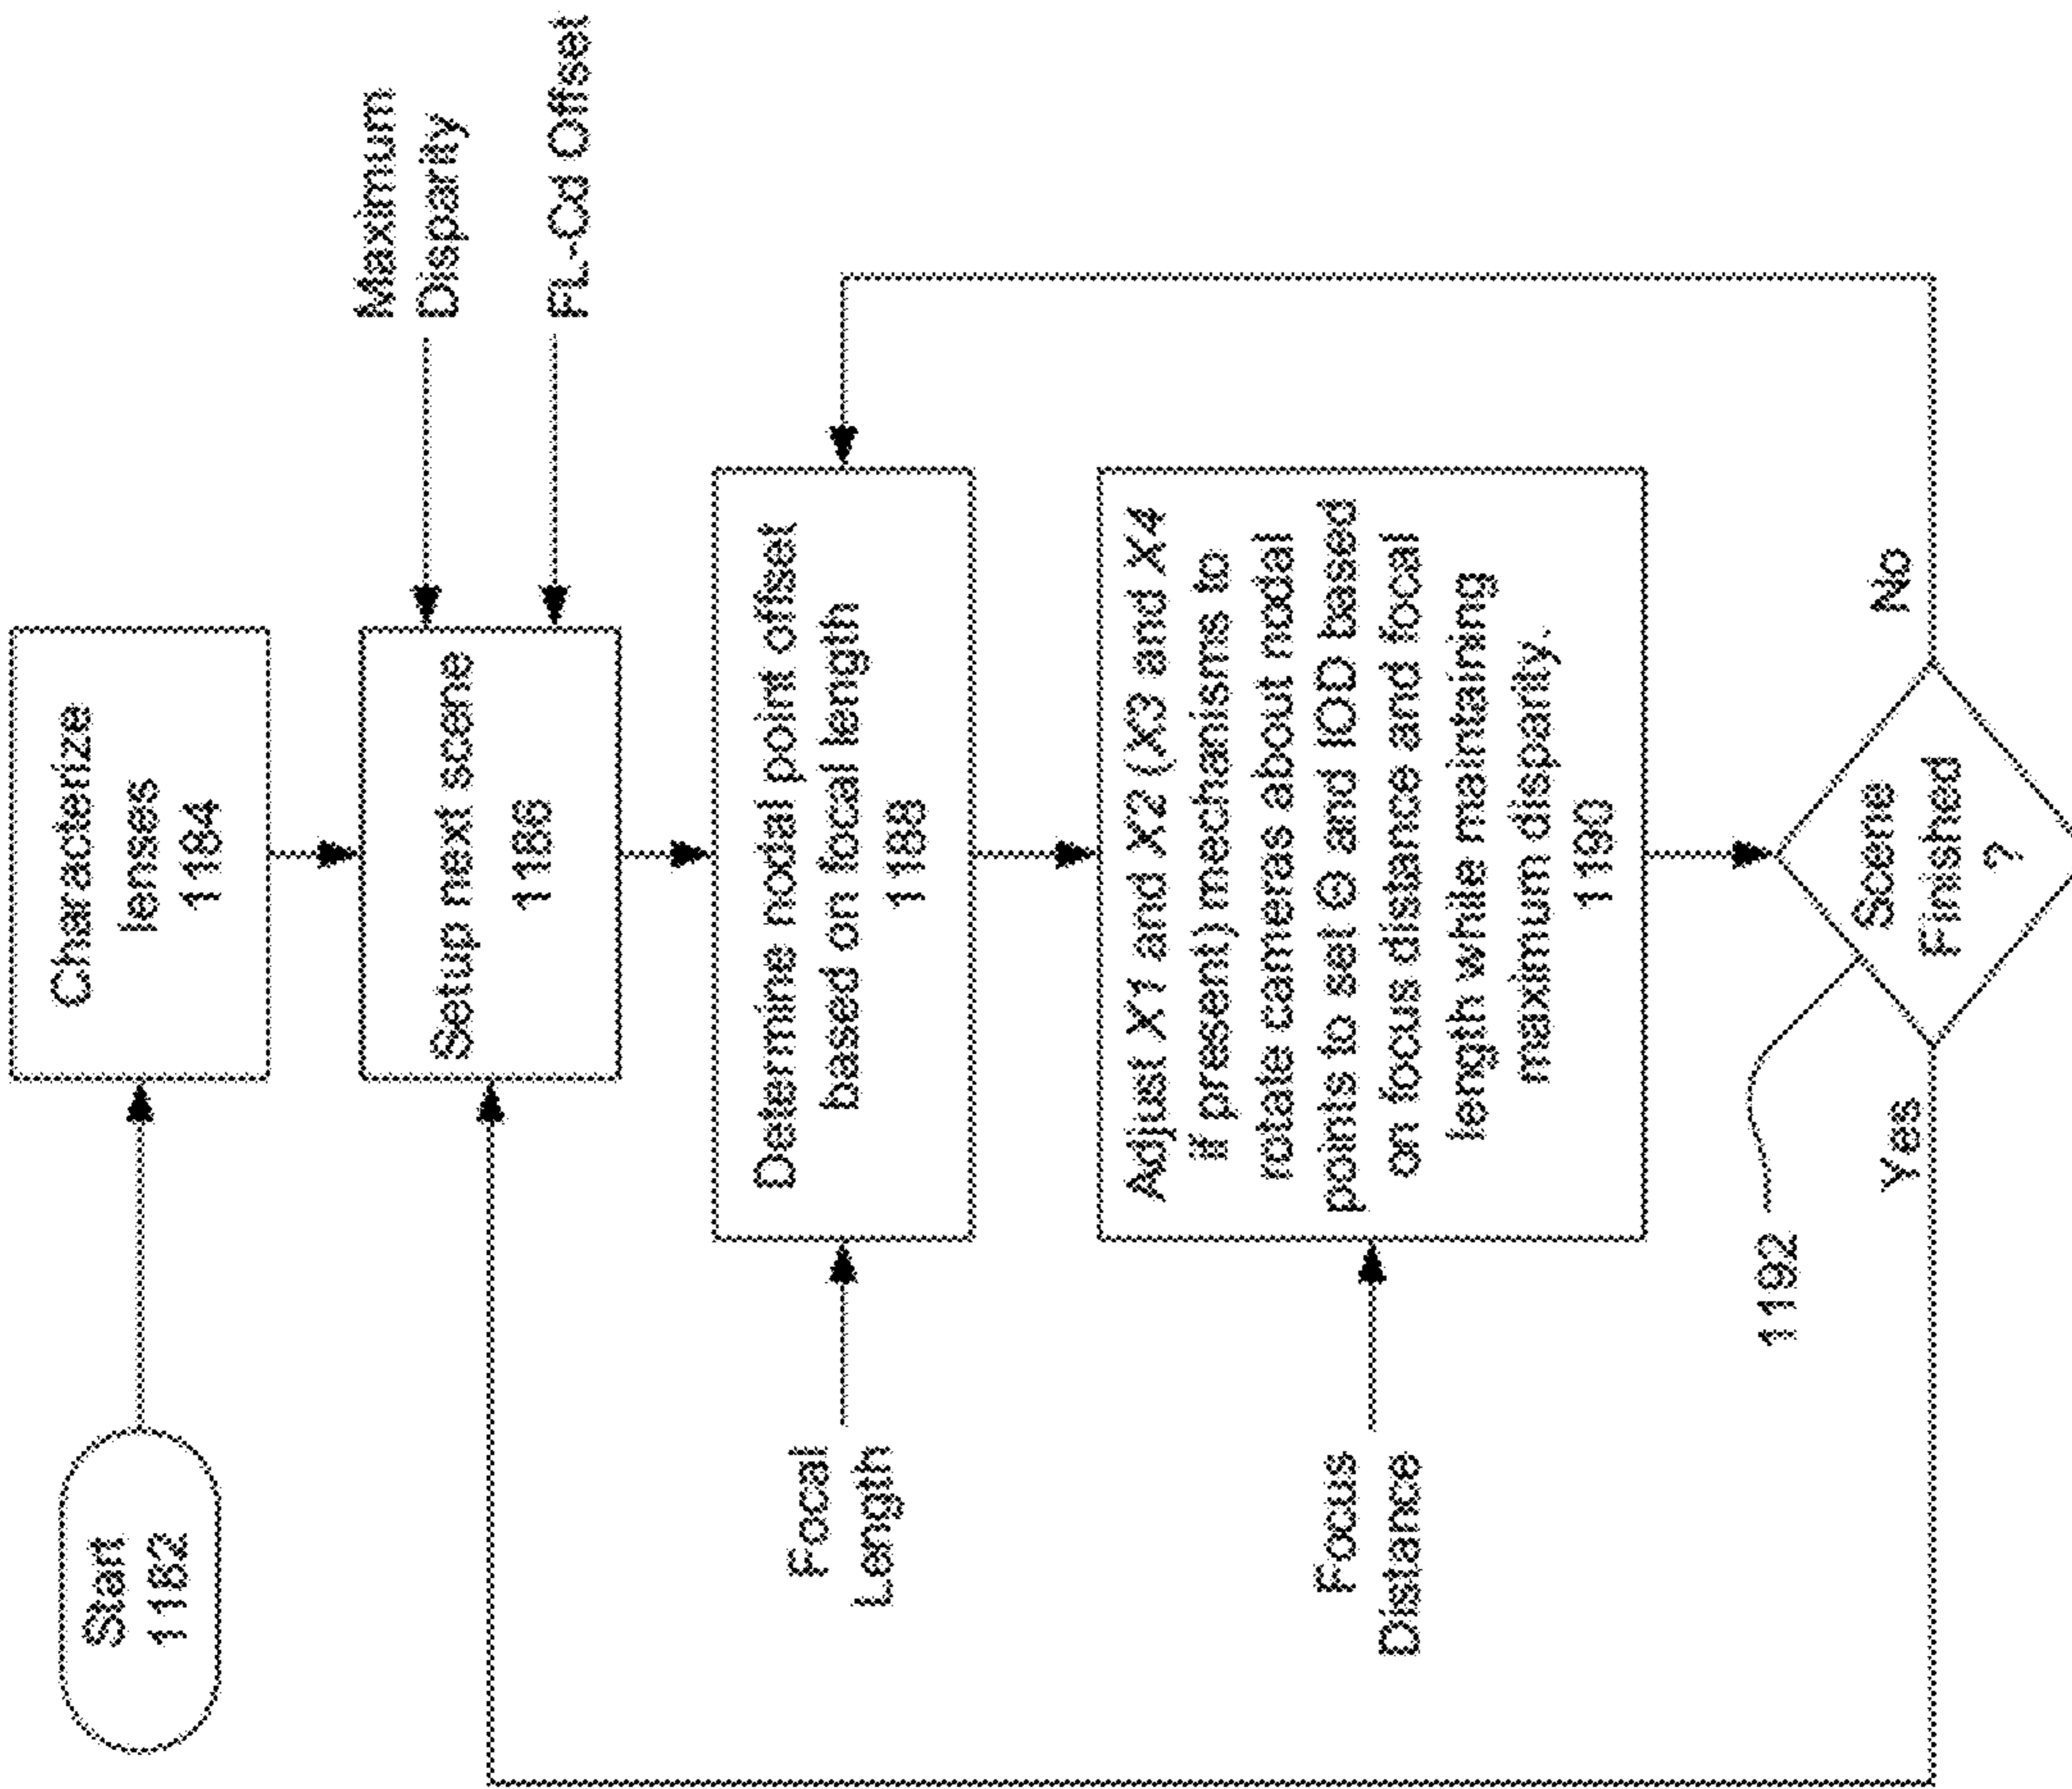 Start
1182
Characterize
lenses
1184
Maximum
Disparity
FL-Cd Offset
Setup next scene
1186
Focal
Length
Determine nodal point offset
based on focal length
1188
Focus
Distance
Adjust X1 and X2 (X3 and X4
if present) mechanisms to
rotate cameras about nodal
points to set Θ and IOD based
on focus distance and focal
length while maintaining
maximum disparity.
1190
1192
Scene
Finished
?
Yes
No